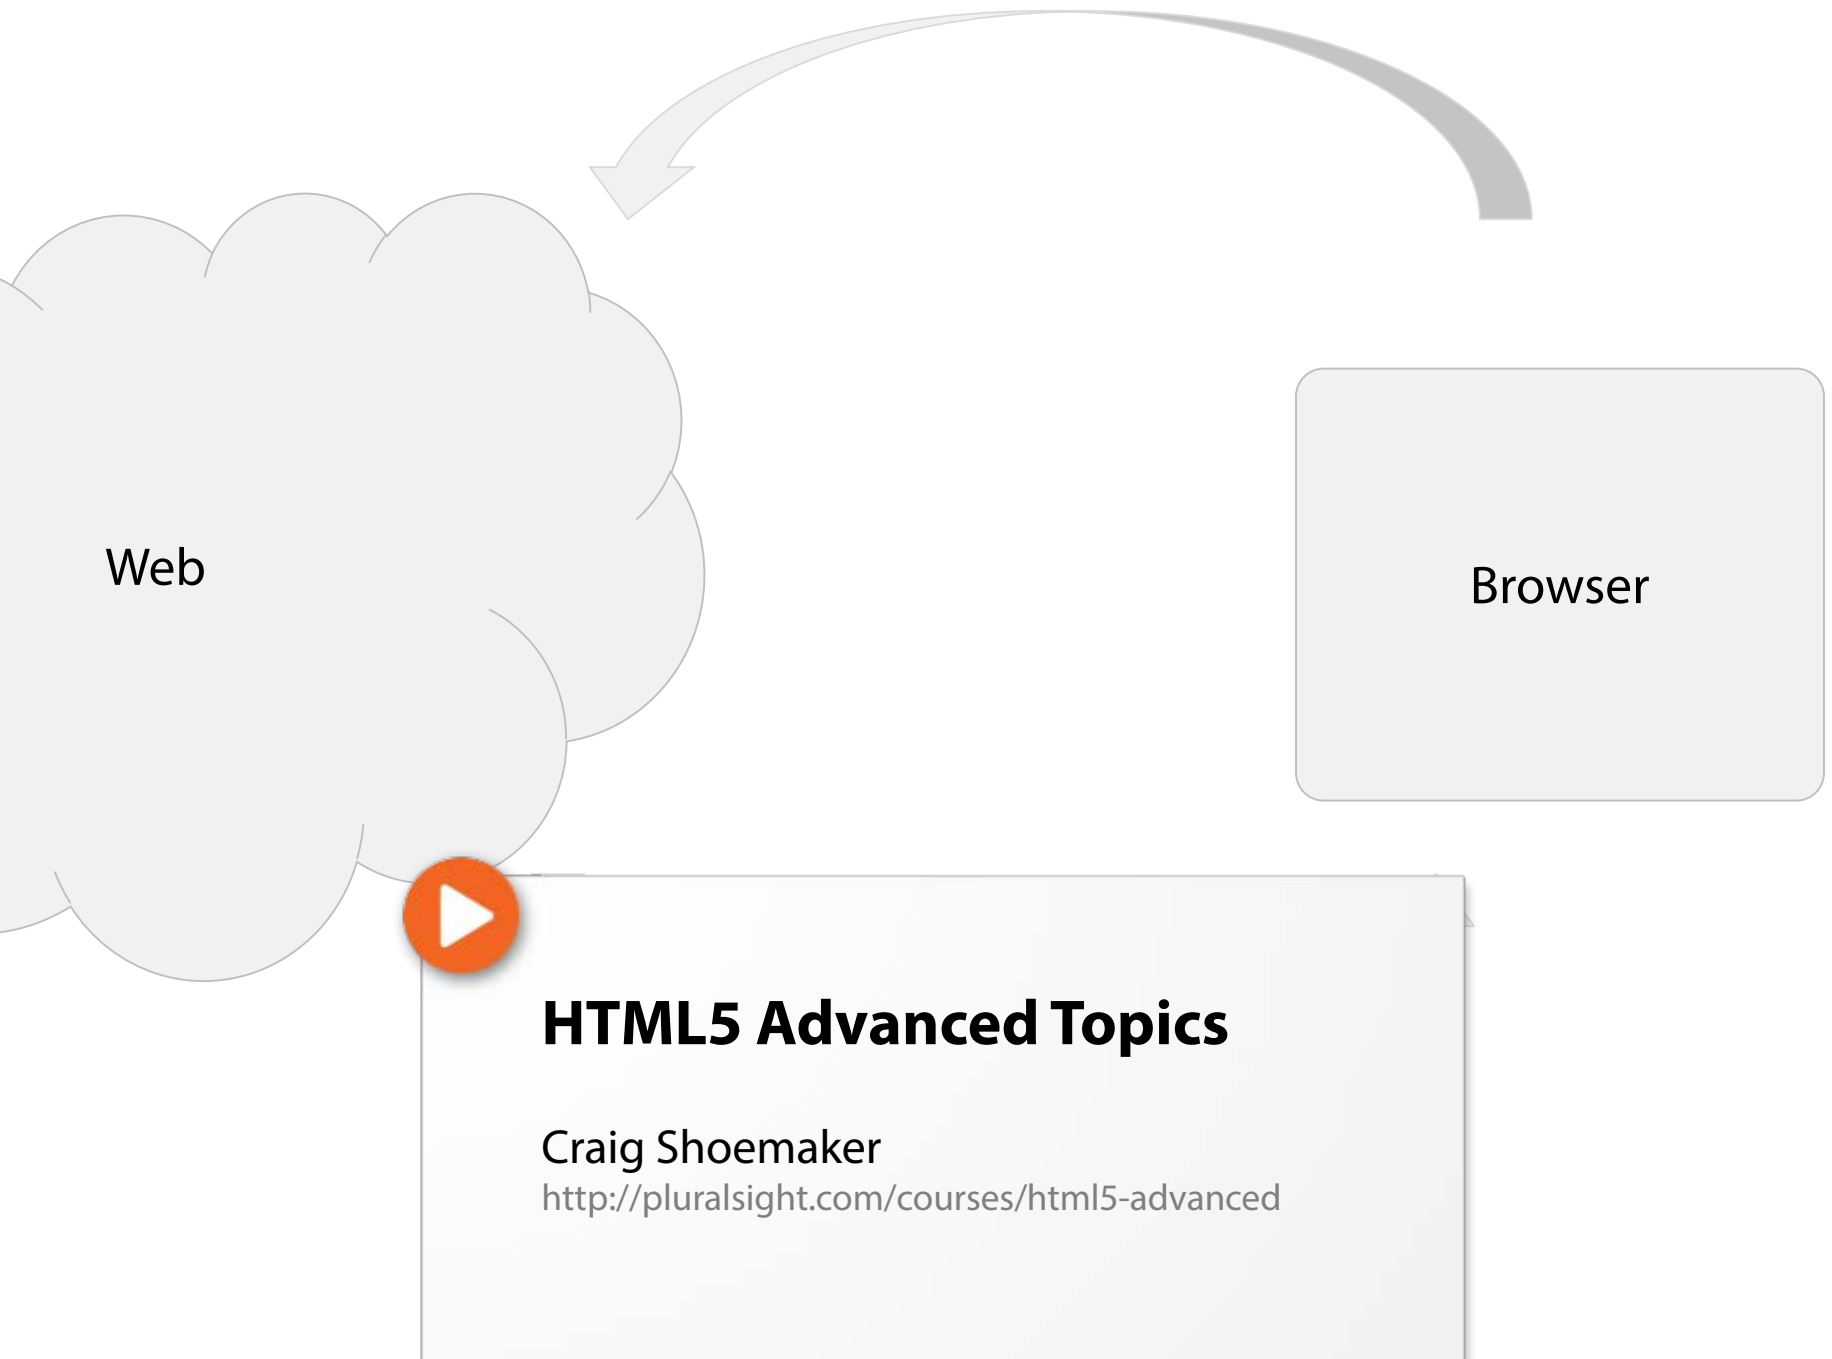 Web
Browser
HTML5 Advanced Topics
Craig Shoemaker
http://pluralsight.com/courses/html5-advanced